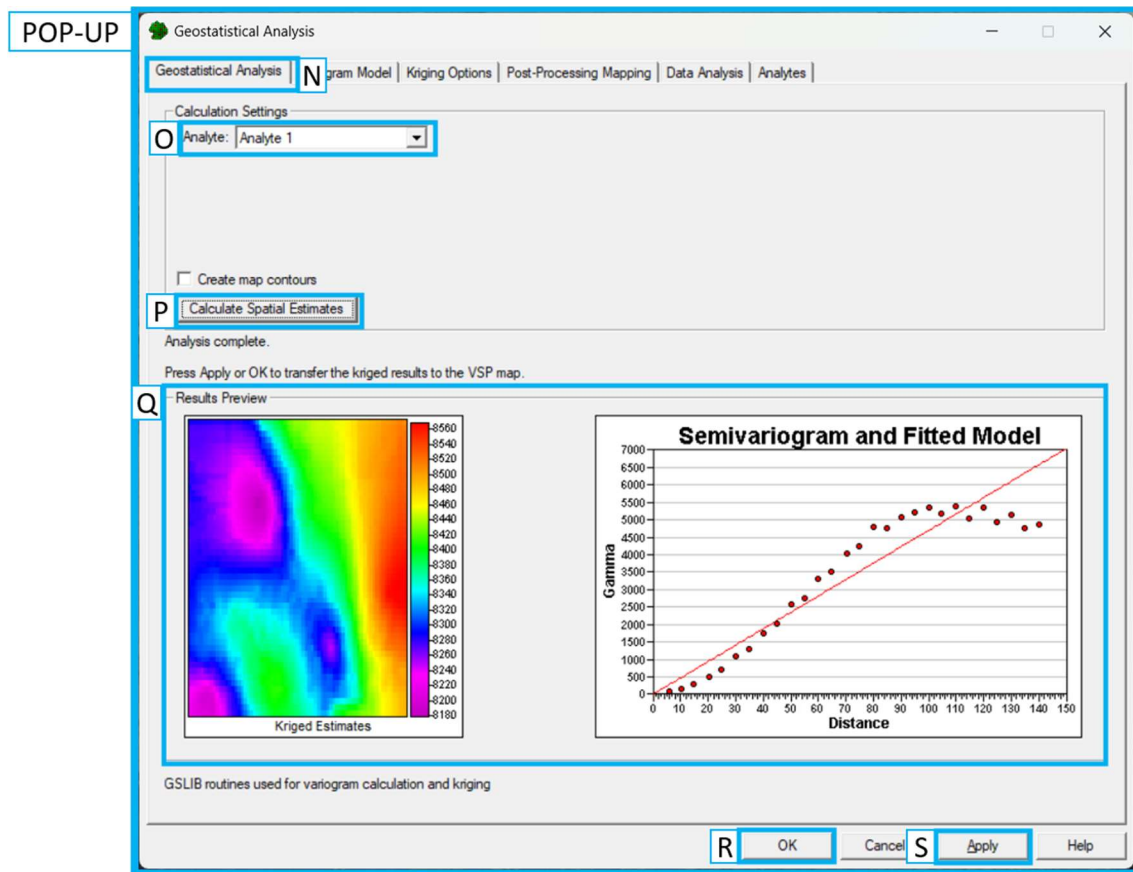 POP-UP
Geostatistical Analysis
Geostatistical Analysis N gram Model Kriging Options Post-Processing Mapping Data Analysis Analytes
Calculation Settings
O Analyte: Analyte 1
Create map contours
P Calculate Spatial Estimates
Analysis complete.
Press Apply or OK to transfer the kriged results to the VSP map.
Q Results Preview
8560
8540
8520
8500
8480
8460
8440
8420
8400
8380
8360
8340
8320
8300
8280
8260
8240
8220
8200
8180
Kriged Estimates
Semivariogram and Fitted Model
7000
6500
6000
5500
5000
4500
4000
3500
3000
2500
2000
1500
1000
500
0
Gamma
0 10 20 30 40 50 60 70 80 90 100 110 120 130 140 150
Distance
GSLIB routines used for variogram calculation and kriging
R OK Cancel S Apply Help